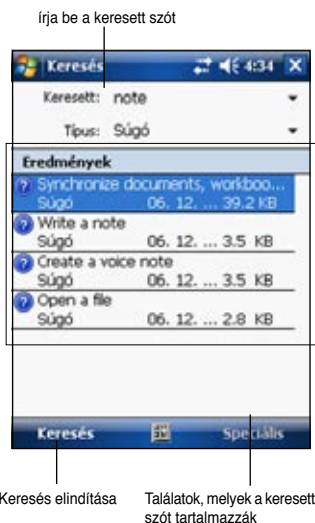 írja be a keresett szót
Keresés 4:34
Keresett: note
Típus: Súgó
Eredmények
Synchronize documents, workboo...
Súgó 06. 12. ... 39.2 KB
Write a note
Súgó 06. 12. ... 3.5 KB
Create a voice note
Súgó 06. 12. ... 3.5 KB
Open a file
Súgó 06. 12. ... 2.8 KB
Keresés Speciális
Keresés elindítása
Találatok, melyek a keresett
szót tartalmazzák